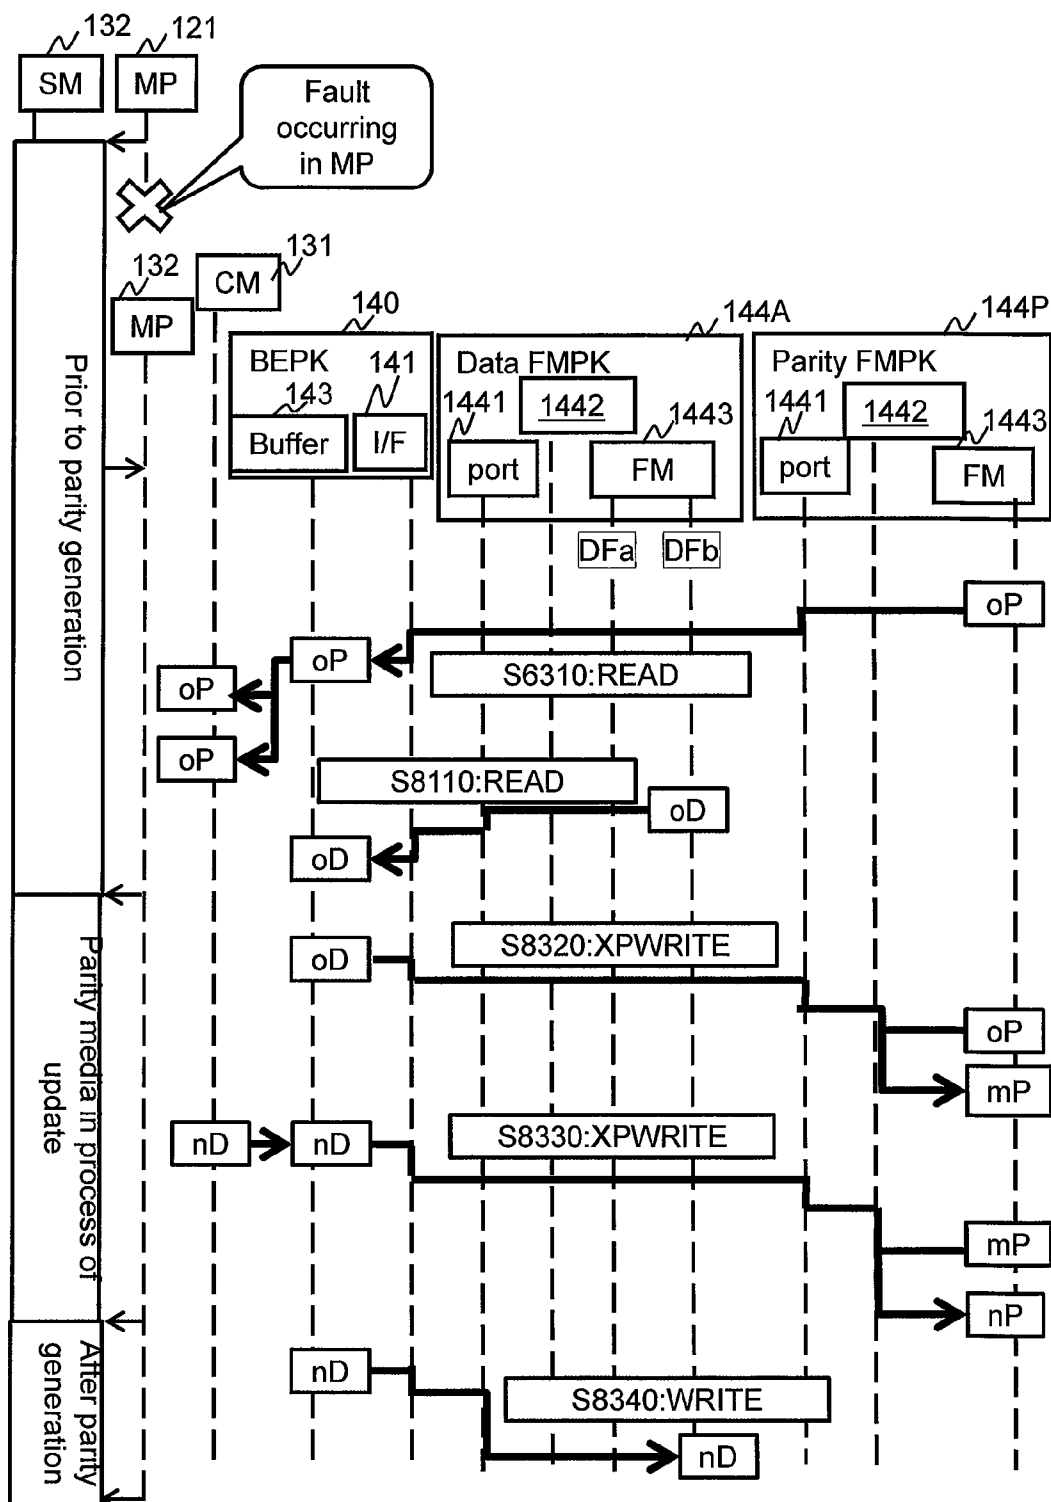 132
121
SM
MP
Fault
occurring
in MP
131
CM
132
MP
140
144A
144P
BEPK
141
143
Buffer
I/F
Data FMPK
1442
1441
1443
port
FM
Parity FMPK
1442
1441
1443
port
FM
DFa
DFb
Prior to parity generation
oP
oP
S6310:READ
oP
oP
S8110:READ
oD
oD
Parity media in process of
update
S8320:XPWRITE
oD
oP
mP
S8330:XPWRITE
nD
nD
mP
nP
After parity
generation
nD
S8340:WRITE
nD